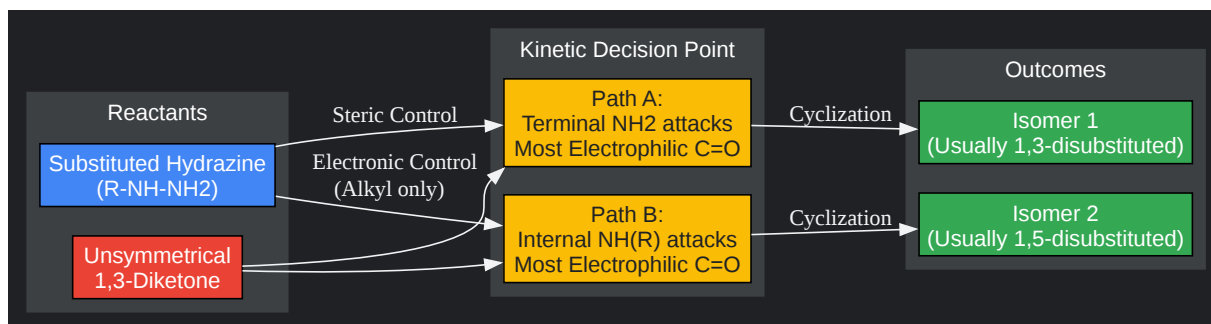 Reactants
Substituted Hydrazine
(R-NH-NH2)
Unsymmetrical
1,3-Diketone
Steric Control
Electronic Control
(Alkyl only)
Kinetic Decision Point
Path A:
Terminal NH2 attacks
Most Electrophilic C=O
Path B:
Internal NH(R) attacks
Most Electrophilic C=O
Cyclization
Cyclization
Outcomes
Isomer 1
(Usually 1,3-disubstituted)
Isomer 2
(Usually 1,5-disubstituted)